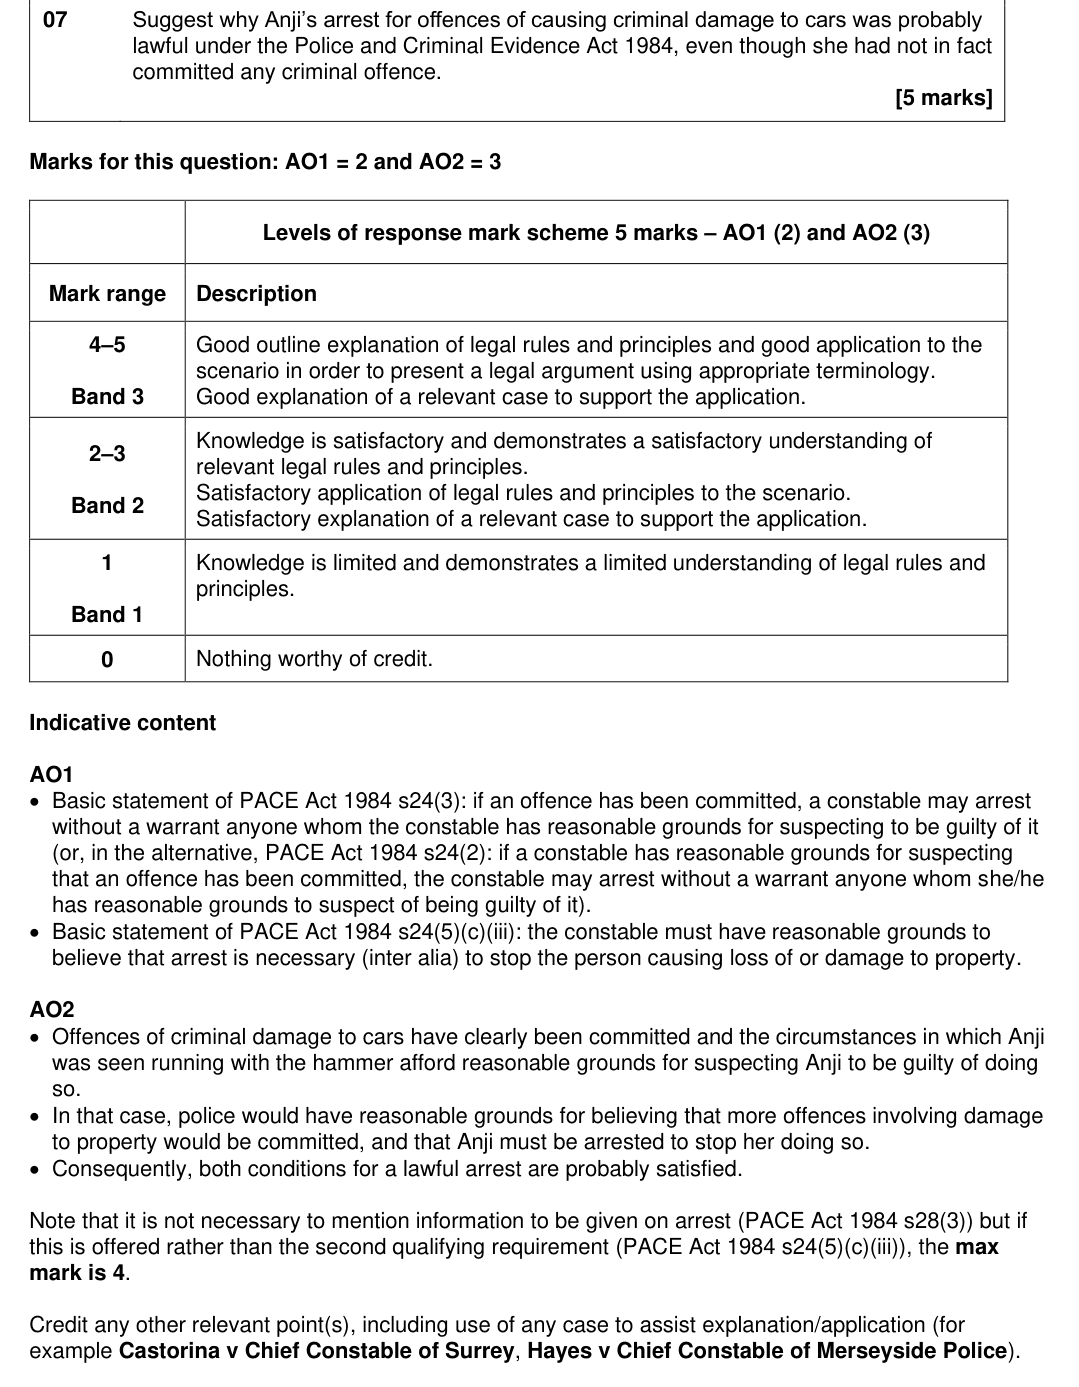 07 Suggest why Anji’s arrest for offences of causing criminal damage to cars was probably
lawful under the Police and Criminal Evidence Act 1984, even though she had not in fact
committed any criminal offence.
[5 marks]
Marks for this question: AO1 = 2 and AO2 = 3
Levels of response mark scheme 5 marks – AO1 (2) and AO2 (3)
Mark range Description
4–5
Band 3
Good outline explanation of legal rules and principles and good application to the
scenario in order to present a legal argument using appropriate terminology.
Good explanation of a relevant case to support the application.
2–3
Band 2
Knowledge is satisfactory and demonstrates a satisfactory understanding of
relevant legal rules and principles.
Satisfactory application of legal rules and principles to the scenario.
Satisfactory explanation of a relevant case to support the application.
1
Band 1
Knowledge is limited and demonstrates a limited understanding of legal rules and
principles.
0 Nothing worthy of credit.
Indicative content
AO1
• Basic statement of PACE Act 1984 s24(3): if an offence has been committed, a constable may arrest
without a warrant anyone whom the constable has reasonable grounds for suspecting to be guilty of it
(or, in the alternative, PACE Act 1984 s24(2): if a constable has reasonable grounds for suspecting
that an offence has been committed, the constable may arrest without a warrant anyone whom she/he
has reasonable grounds to suspect of being guilty of it).
• Basic statement of PACE Act 1984 s24(5)(c)(iii): the constable must have reasonable grounds to
believe that arrest is necessary (inter alia) to stop the person causing loss of or damage to property.
AO2
• Offences of criminal damage to cars have clearly been committed and the circumstances in which Anji
was seen running with the hammer afford reasonable grounds for suspecting Anji to be guilty of doing
so.
• In that case, police would have reasonable grounds for believing that more offences involving damage
to property would be committed, and that Anji must be arrested to stop her doing so.
• Consequently, both conditions for a lawful arrest are probably satisfied.
Note that it is not necessary to mention information to be given on arrest (PACE Act 1984 s28(3)) but if
this is offered rather than the second qualifying requirement (PACE Act 1984 s24(5)(c)(iii)), the max
mark is 4.
Credit any other relevant point(s), including use of any case to assist explanation/application (for
example Castorina v Chief Constable of Surrey, Hayes v Chief Constable of Merseyside Police).